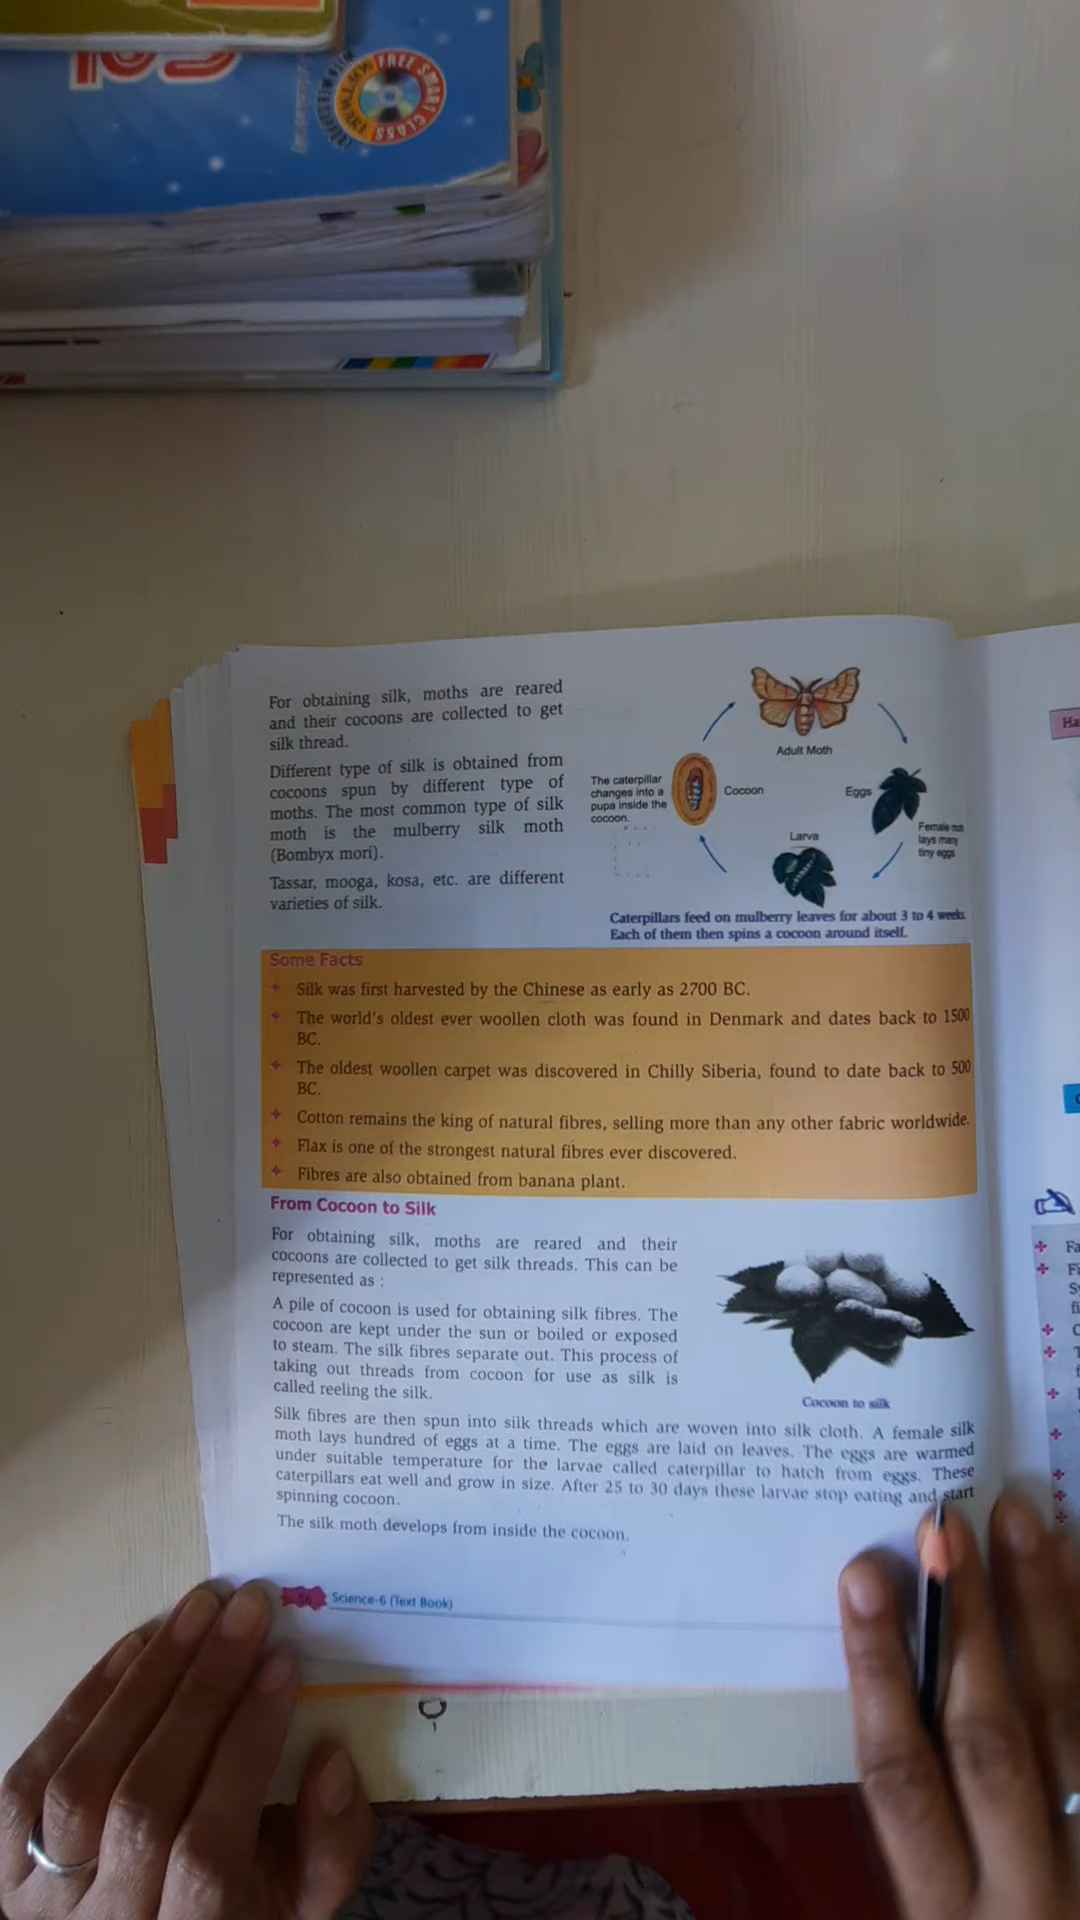 FREE SMART CLASS
For obtaining silk, moths are reared
and their cocoons are collected to get
silk thread.
Different type of silk is obtained from
cocoons spun by different type of
moths. The most common type of silk
moth is the mulberry silk moth
(Bombyx mori).
Tassar, mooga, kosa, etc. are different
varieties of silk.
Adult Moth
The caterpillar
changes into a
pupa inside the
cocoon.
Cocoon
Eggs
Female
lays many
tiny eggs
Larva
Caterpillars feed on mulberry leaves for about 3 to 4 weeks.
Each of them then spins a cocoon around itself.
Some Facts
Silk was first harvested by the Chinese as early as 2700 BC.
The world's oldest ever woollen cloth was found in Denmark and dates back to 1500
BC.
The oldest woollen carpet was discovered in Chilly Siberia, found to date back to 500
BC.
Cotton remains the king of natural fibres, selling more than any other fabric worldwide.
Flax is one of the strongest natural fibres ever discovered.
Fibres are also obtained from banana plant.
From Cocoon to Silk
For obtaining silk, moths are reared and their
cocoons are collected to get silk threads. This can be
represented as :
A pile of cocoon is used for obtaining silk fibres. The
cocoon are kept under the sun or boiled or exposed
to steam. The silk fibres separate out. This process of
taking out threads from cocoon for use as silk is
called reeling the silk.
Cocoon to silk
Silk fibres are then spun into silk threads which are woven into silk cloth. A female silk
moth lays hundred of eggs at a time. The eggs are laid on leaves. The eggs are warmed
under suitable temperature for the larvae called caterpillar to hatch from eggs. These
caterpillars eat well and grow in size. After 25 to 30 days these larvae stop eating and start
spinning cocoon.
The silk moth develops from inside the cocoon.
Science-6 (Text Book)
Ha
Fa